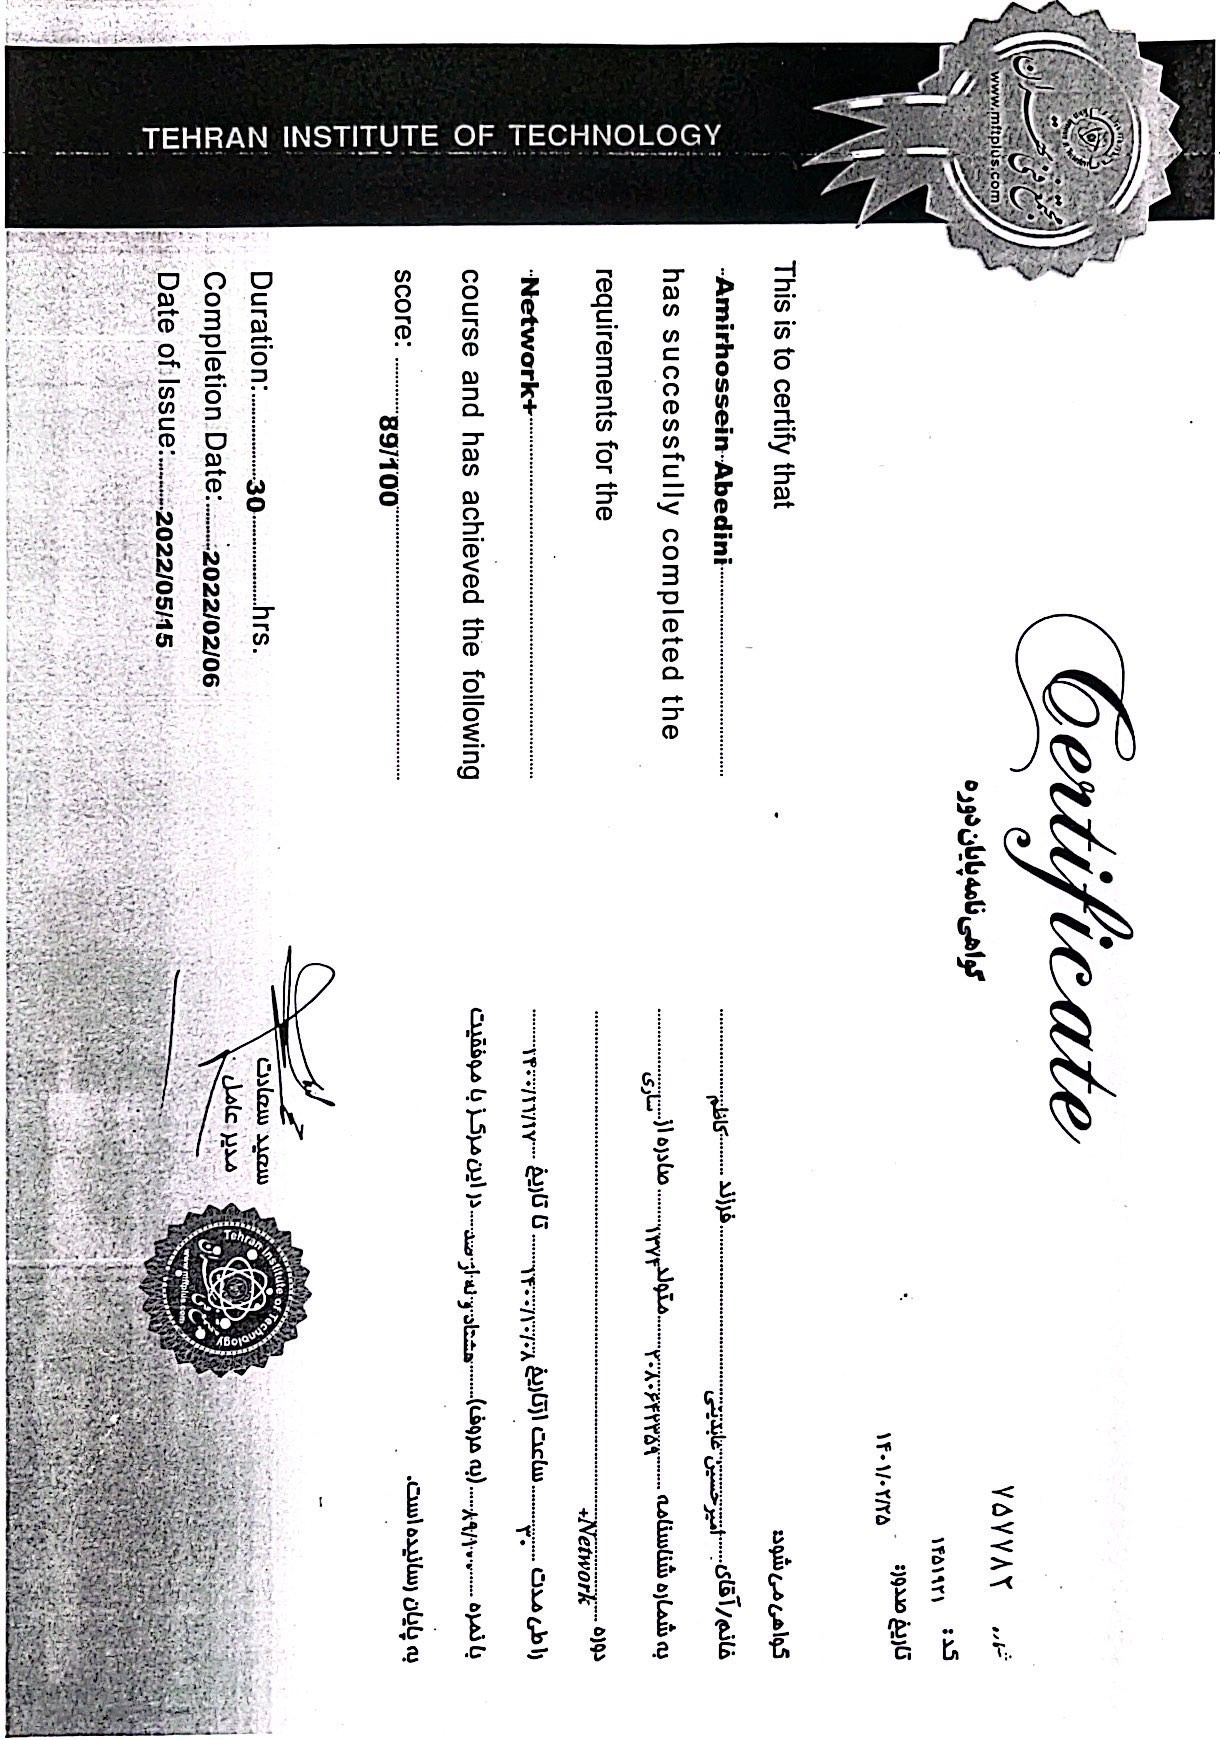 Certificate
گواهی نامه پایان دوره
شماره ۷۵۷۷۸۲
کد: ۱۴۵۱۹۲۱
تاریخ صدور: ۱۴۰۱/۰۲/۲۵
مجتمع فنی تهران
www.mftplus.com
TEHRAN INSTITUTE OF TECHNOLOGY
This is to certify that
Amirhossein Abedini
has successfully completed the
requirements for the
Network+
course and has achieved the following
score: 89/100
Duration: 30 hrs.
Completion Date: 2022/02/06
Date of Issue: 2022/05/15
گواهی می شود:
خانم/آقای امیرحسین عابدینی فرزند کاظم
به شماره شناسنامه ۲۰۸۰۶۴۲۳۵۹ متولد ۱۳۷۴ صادره از ساری
دوره +Network
را طی مدت ۳۰ ساعت از تاریخ ۱۴۰۰/۱۰/۰۸ تا تاریخ ۱۴۰۰/۱۱/۱۷
با نمره ۸۹/۱۰۰ (به حروف) هشتاد و نه از صد در این مرکز با موفقیت
به پایان رسانیده است.
سعید سعادت
مدیر عامل
Tehran Institute of Technology
مجتمع فنی تهران
www.mftplus.com